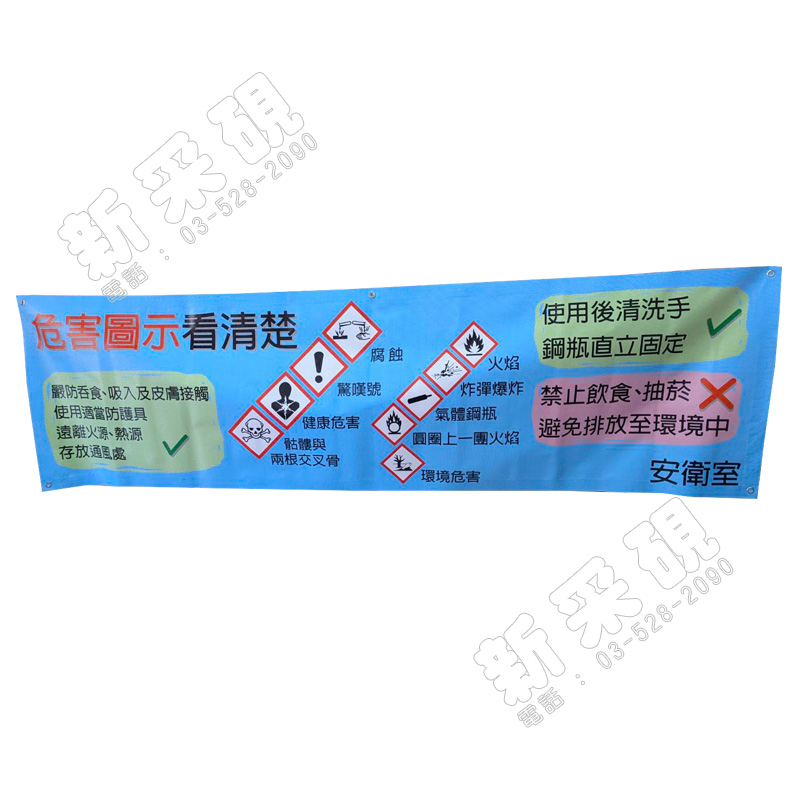 新采硯
電話：03-528-2090
危害圖示看清楚
嚴防吞食、吸入及皮膚接觸
使用適當防護具
遠離火源、熱源
存放通風處
腐蝕
驚嘆號
健康危害
骷髏與
兩根交叉骨
火焰
炸彈爆炸
氣體鋼瓶
圓圈上一團火焰
環境危害
使用後清洗手
鋼瓶直立固定
禁止飲食、抽菸
避免排放至環境中
安衛室
新采硯
電話：03-528-2090